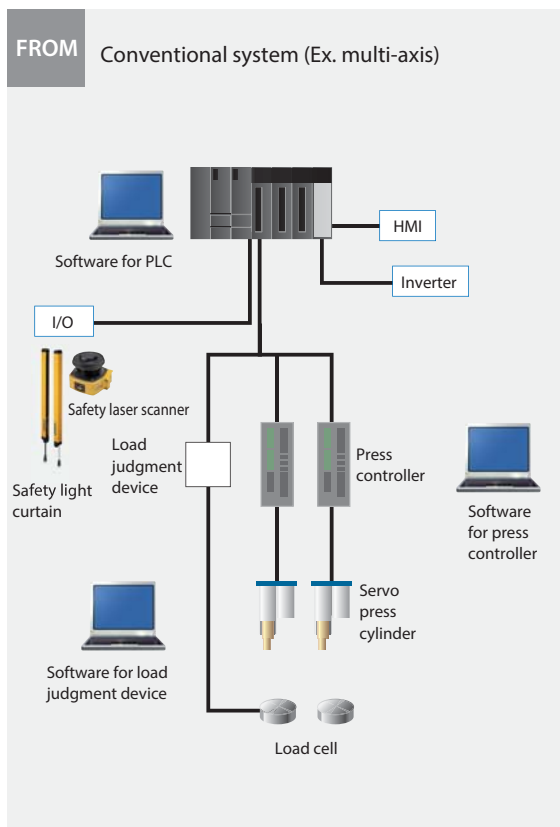 FROM
Conventional system (Ex. multi-axis)
Software for PLC
HMI
Inverter
I/O
Safety laser scanner
Safety light
curtain
Load
judgment
device
Press
controller
Software
for press
controller
Servo
press
cylinder
Software for load
judgment device
Load cell